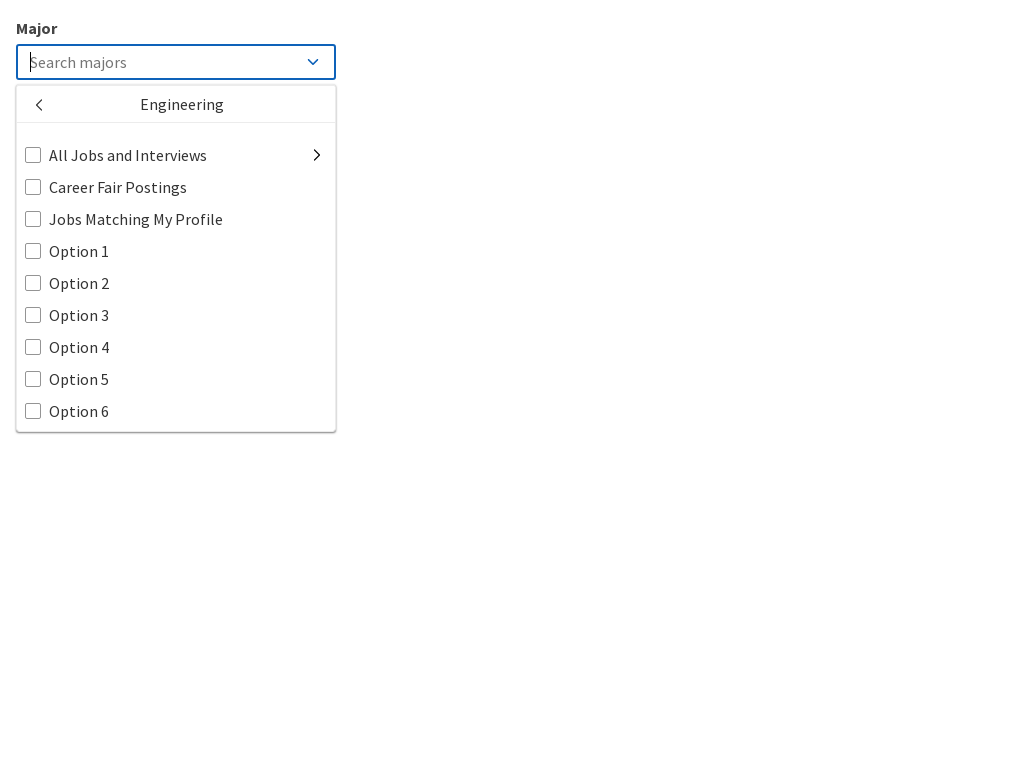 Major
Search majors
Engineering
All Jobs and Interviews
Career Fair Postings
Jobs Matching My Profile
Option 1
Option 2
Option 3
Option 4
Option 5
Option 6